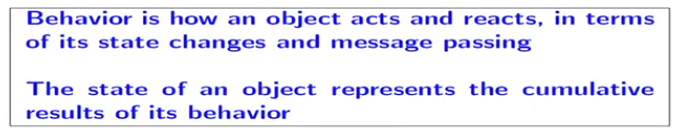 Behavior is how an object acts and reacts, in terms
of its state changes and message passing
The state of an object represents the cumulative
results of its behavior